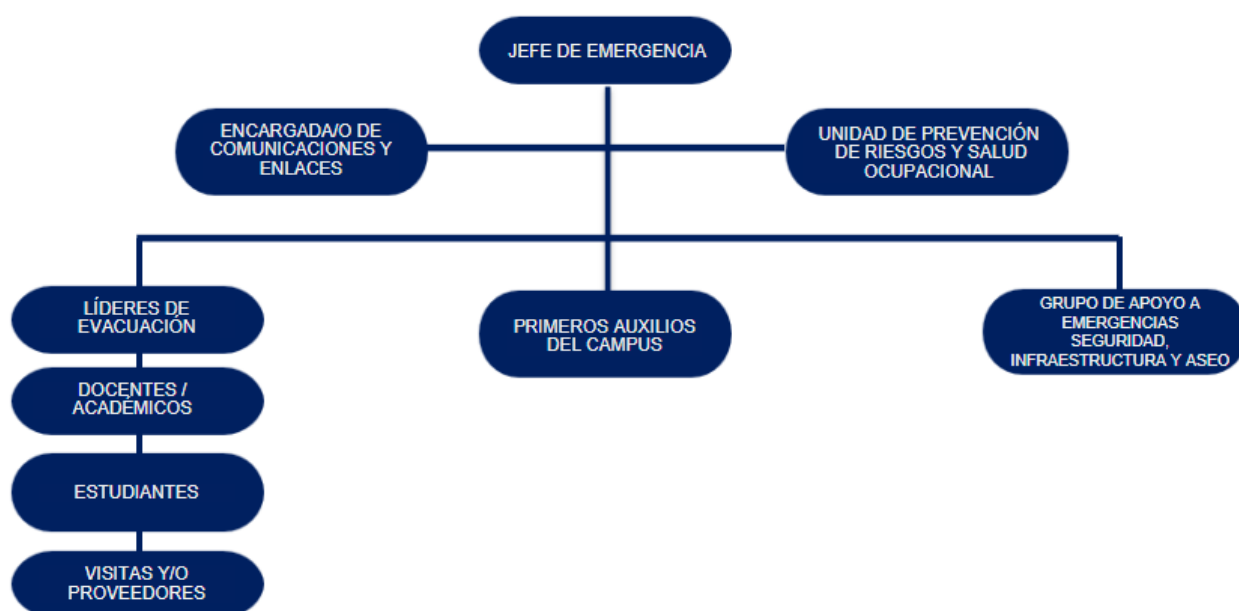 JEFE DE EMERGENCIA
ENCARGADA/O DE
COMUNICACIONES Y
ENLACES
UNIDAD DE PREVENCIÓN
DE RIESGOS Y SALUD
OCUPACIONAL
LÍDERES DE
EVACUACIÓN
PRIMEROS AUXILIOS
DEL CAMPUS
GRUPO DE APOYO A
EMERGENCIAS
SEGURIDAD,
INFRAESTRUCTURA Y ASEO
DOCENTES /
ACADÉMICOS
ESTUDIANTES
VISITAS Y/O
PROVEEDORES